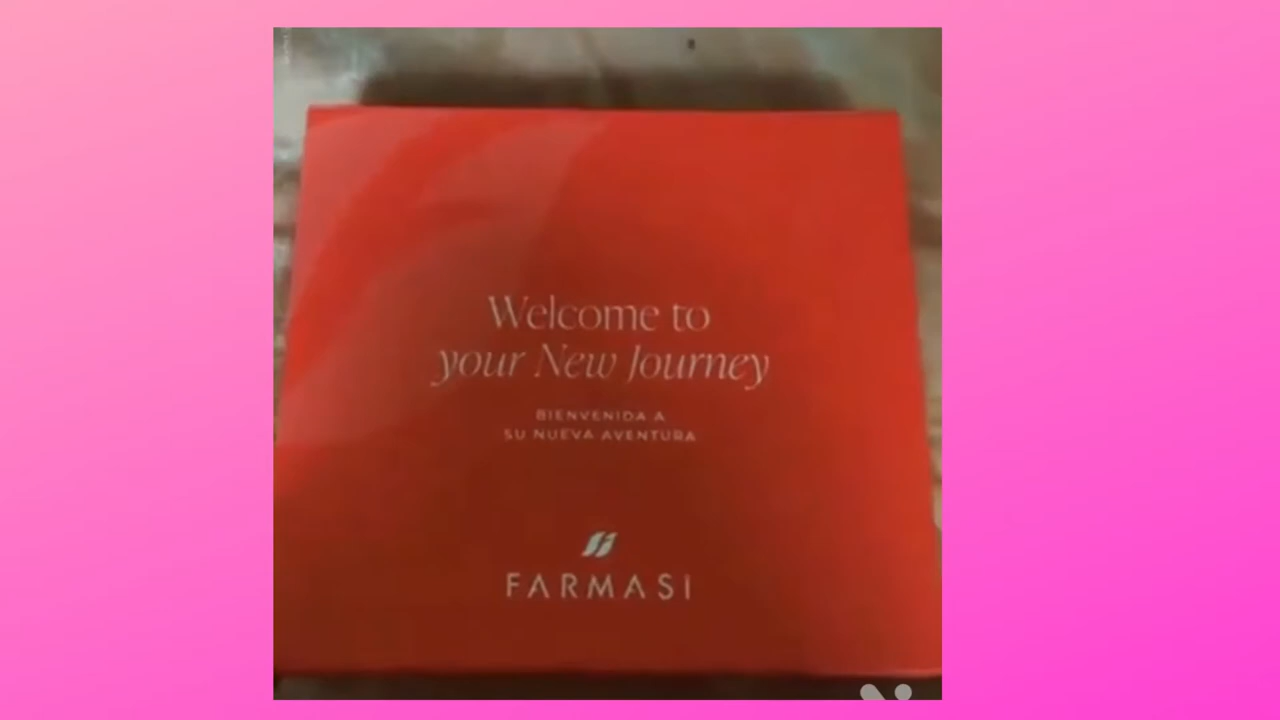 Welcome to
your New Journey
BIENVENIDA A
SU NUEVA AVENTURA
FARMASI